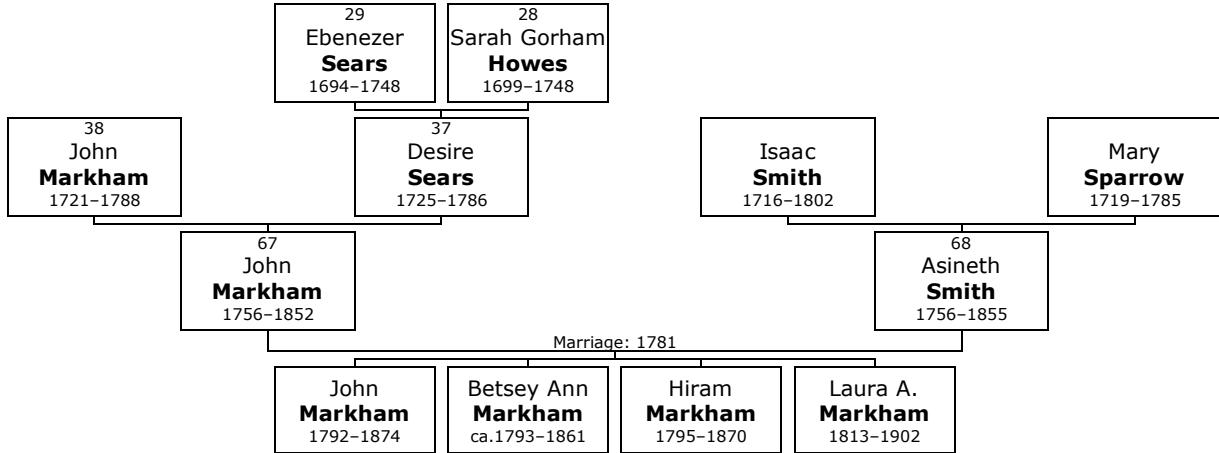 29
Ebenezer
Sears
1694–1748
28
Sarah Gorham
Howes
1699–1748
38
John
Markham
1721–1788
37
Desire
Sears
1725–1786
Isaac
Smith
1716–1802
Mary
Sparrow
1719–1785
67
John
Markham
1756–1852
68
Asineth
Smith
1756–1855
Marriage: 1781
John
Markham
1792–1874
Betsey Ann
Markham
ca.1793–1861
Hiram
Markham
1795–1870
Laura A.
Markham
1813–1902